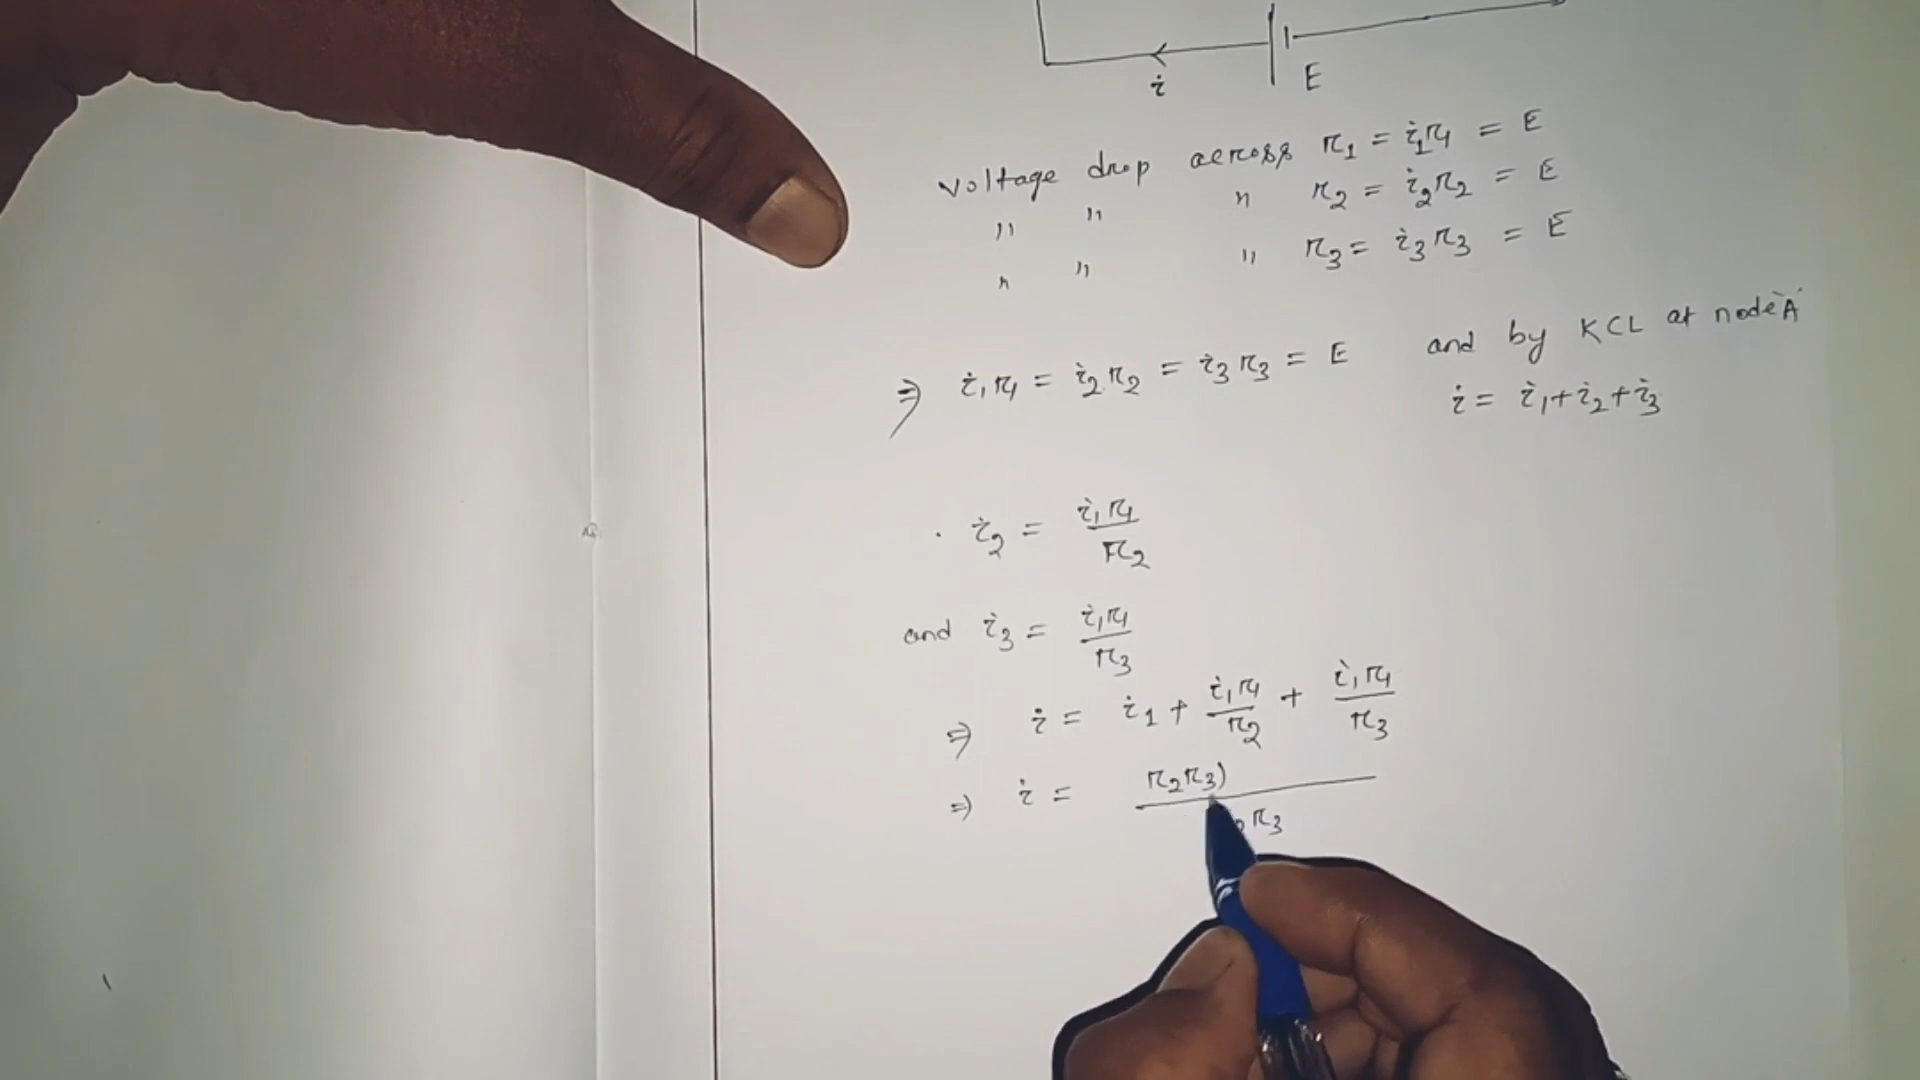 i E
Voltage drop across r₁ = i₁r₁ = E
" " " r₂ = i₂r₂ = E
" " " r₃ = i₃r₃ = E
⇒ i₁r₁ = i₂r₂ = i₃r₃ = E and by KCL at node 'A'
i = i₁+i₂+i₃
. i₂ = i₁r₁/r₂
and i₃ = i₁r₁/r₃
⇒ i = i₁ + i₁r₁/r₂ + i₁r₁/r₃
⇒ i = r₂r₃)/₂r₃